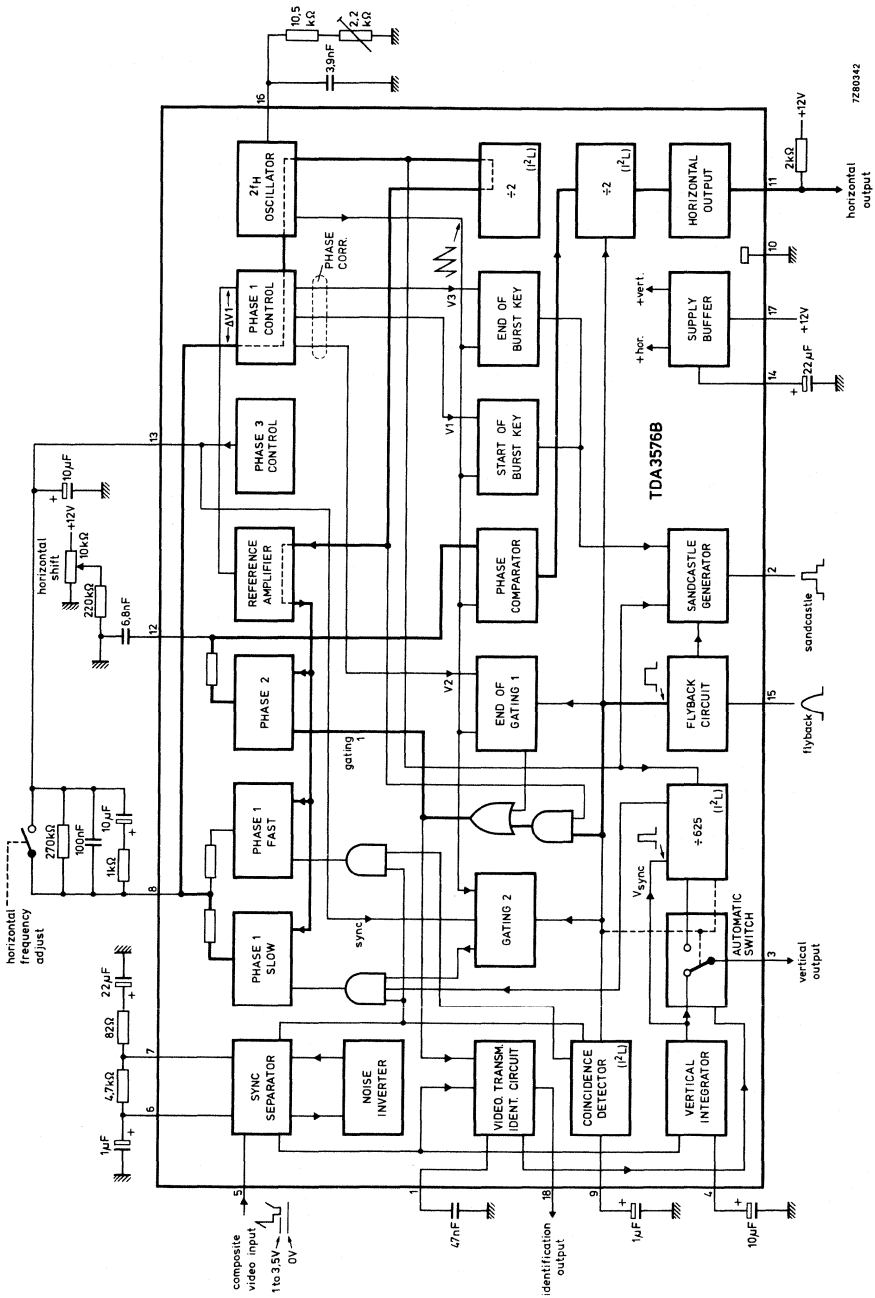 horizontal
frequency
adjust
270kΩ
100nF
1kΩ
10μF
+
horizontal
shift
220kΩ
10kΩ
+12V
6,8nF
10μF
+
10,5
kΩ
2,2
kΩ
3,9nF
1μF
+
4,7kΩ
82Ω
22μF
+
6
7
8
12
13
16
SYNC
SEPARATOR
PHASE 1
SLOW
PHASE 1
FAST
PHASE 2
REFERENCE
AMPLIFIER
PHASE 3
CONTROL
PHASE 1
CONTROL
ΔV1
2fH
OSCILLATOR
PHASE
CORR.
NOISE
INVERTER
sync
gating
1
V2
V1
V3
VIDEO. TRANSM.
IDENT. CIRCUIT
GATING 2
END OF
GATING 1
PHASE
COMPARATOR
START OF
BURST KEY
END OF
BURST KEY
÷2
(I²L)
COINCIDENCE
DETECTOR
(I²L)
÷2
(I²L)
VERTICAL
INTEGRATOR
AUTOMATIC
SWITCH
Vsync
÷625
(I²L)
FLYBACK
CIRCUIT
SANDCASTLE
GENERATOR
TDA3576B
+hor.
+vert.
SUPPLY
BUFFER
HORIZONTAL
OUTPUT
5
composite
video input
1 to 3,5V
0V
1
47nF
18
identification
output
9
1μF
+
4
10μF
+
3
vertical
output
15
flyback
2
sandcastle
14
+
22μF
17
+12V
10
11
2kΩ
+12V
horizontal
output
7Z80342